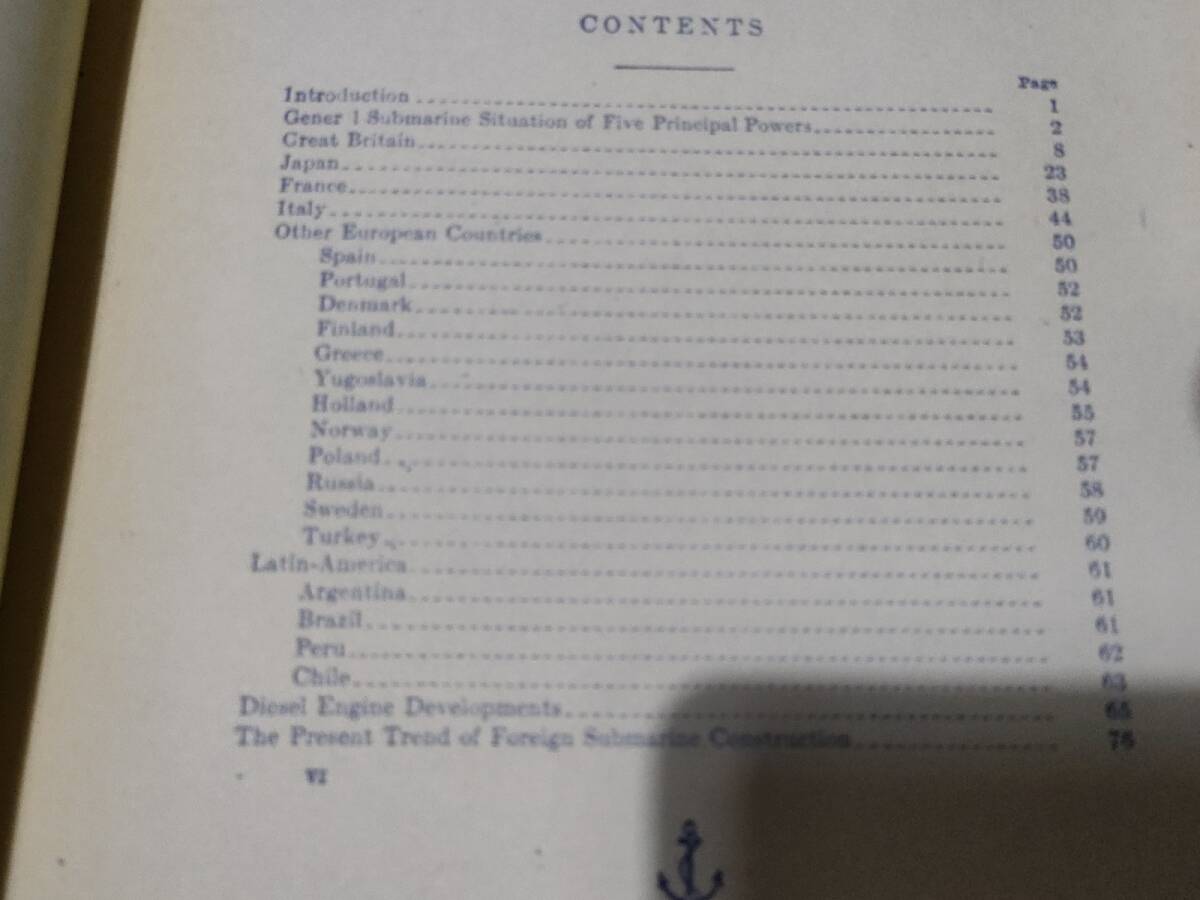 CONTENTS
Page
Introduction 1
Gener l Submarine Situation of Five Principal Powers 2
Great Britain 8
Japan 23
France 38
Italy 44
Other European Countries 50
Spain 50
Portugal 52
Denmark 52
Finland 53
Greece 54
Yugoslavia 54
Holland 55
Norway 57
Poland 57
Russia 58
Sweden 59
Turkey 60
Latin-America 61
Argentina 61
Brazil 61
Peru 62
Chile 63
Diesel Engine Developments 65
The Present Trend of Foreign Submarine Construction 76
VI